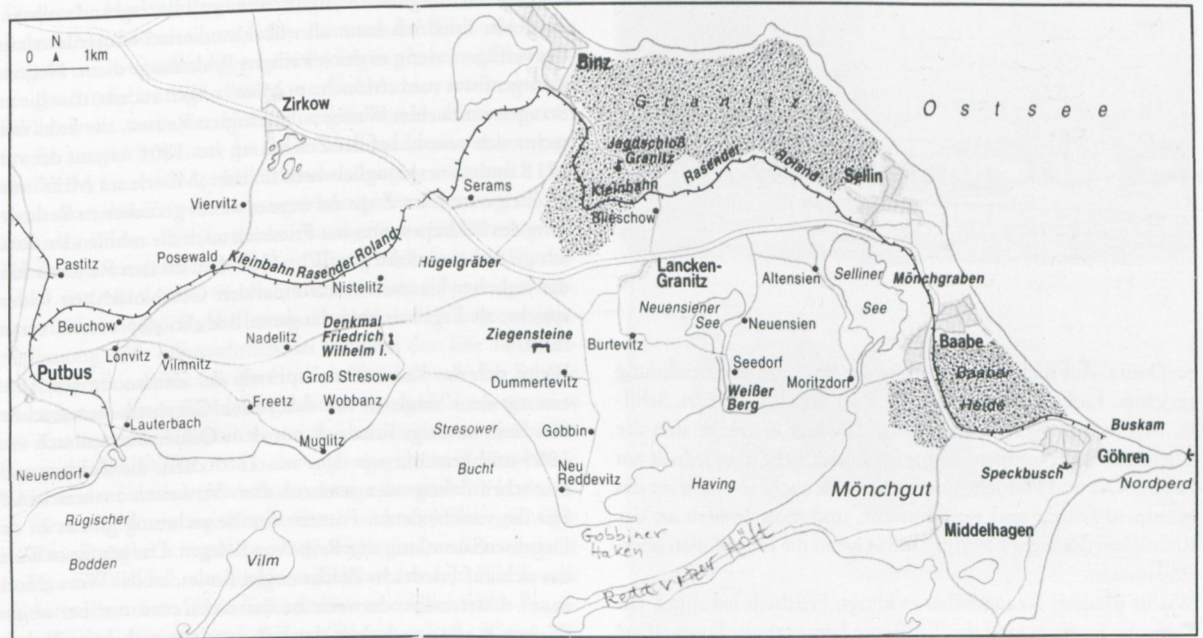 0 1km
Binz
Zirkow
Granitz
Ostsee
Jagdschloß
Granitz
Kleinbahn Rasender Roland
Sellin
Serams
Blieschow
Viervitz
Posewald
Kleinbahn Rasender Roland
Hügelgräber
Pastitz
Nistelitz
Lancken-
Granitz
Altensien
Selliner
See
Mönchgraben
Neuensiener
See
Beuchow
Denkmal
Friedrich
Wilhelm I.
Nadelitz
Ziegensteine
Neuensien
Burtevitz
Lonvitz
Vilmnitz
Baabe
Putbus
Groß Stresow
Dummertevitz
Seedorf
Moritzdorf
Baaber
Heide
Weißer
Berg
Freetz
Wobbanz
Lauterbach
Stresower
Bucht
Gobbin
Buskam
Muglitz
Göhren
Neuendorf
Neu
Reddevitz
Having
Speckbusch
Nordperd
Mönchgut
Rügischer
Bodden
Vilm
Gobbiner
Haken
Reddevitzer Höft
Middelhagen